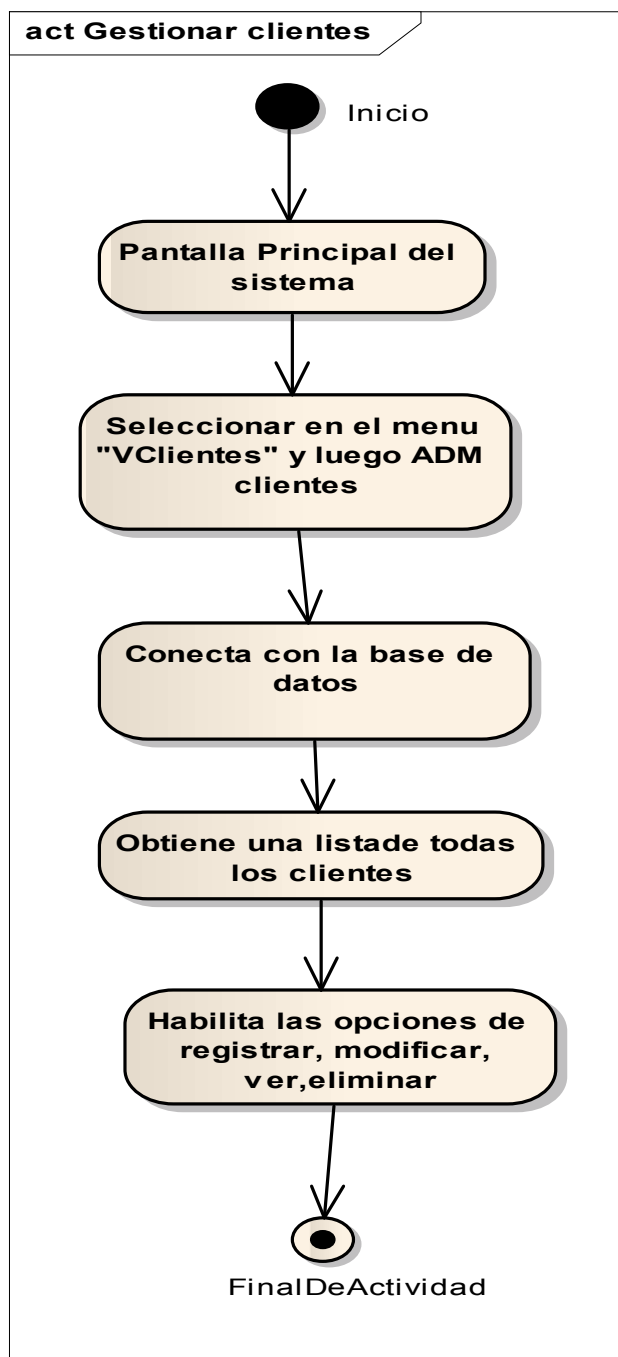 act Gestionar clientes
Inicio
Pantalla Principal del
sistema
Seleccionar en el menu
"VClientes" y luego ADM
clientes
Conecta con la base de
datos
Obtiene una listade todas
los clientes
Habilita las opciones de
registrar, modificar,
ver,eliminar
FinalDeActividad